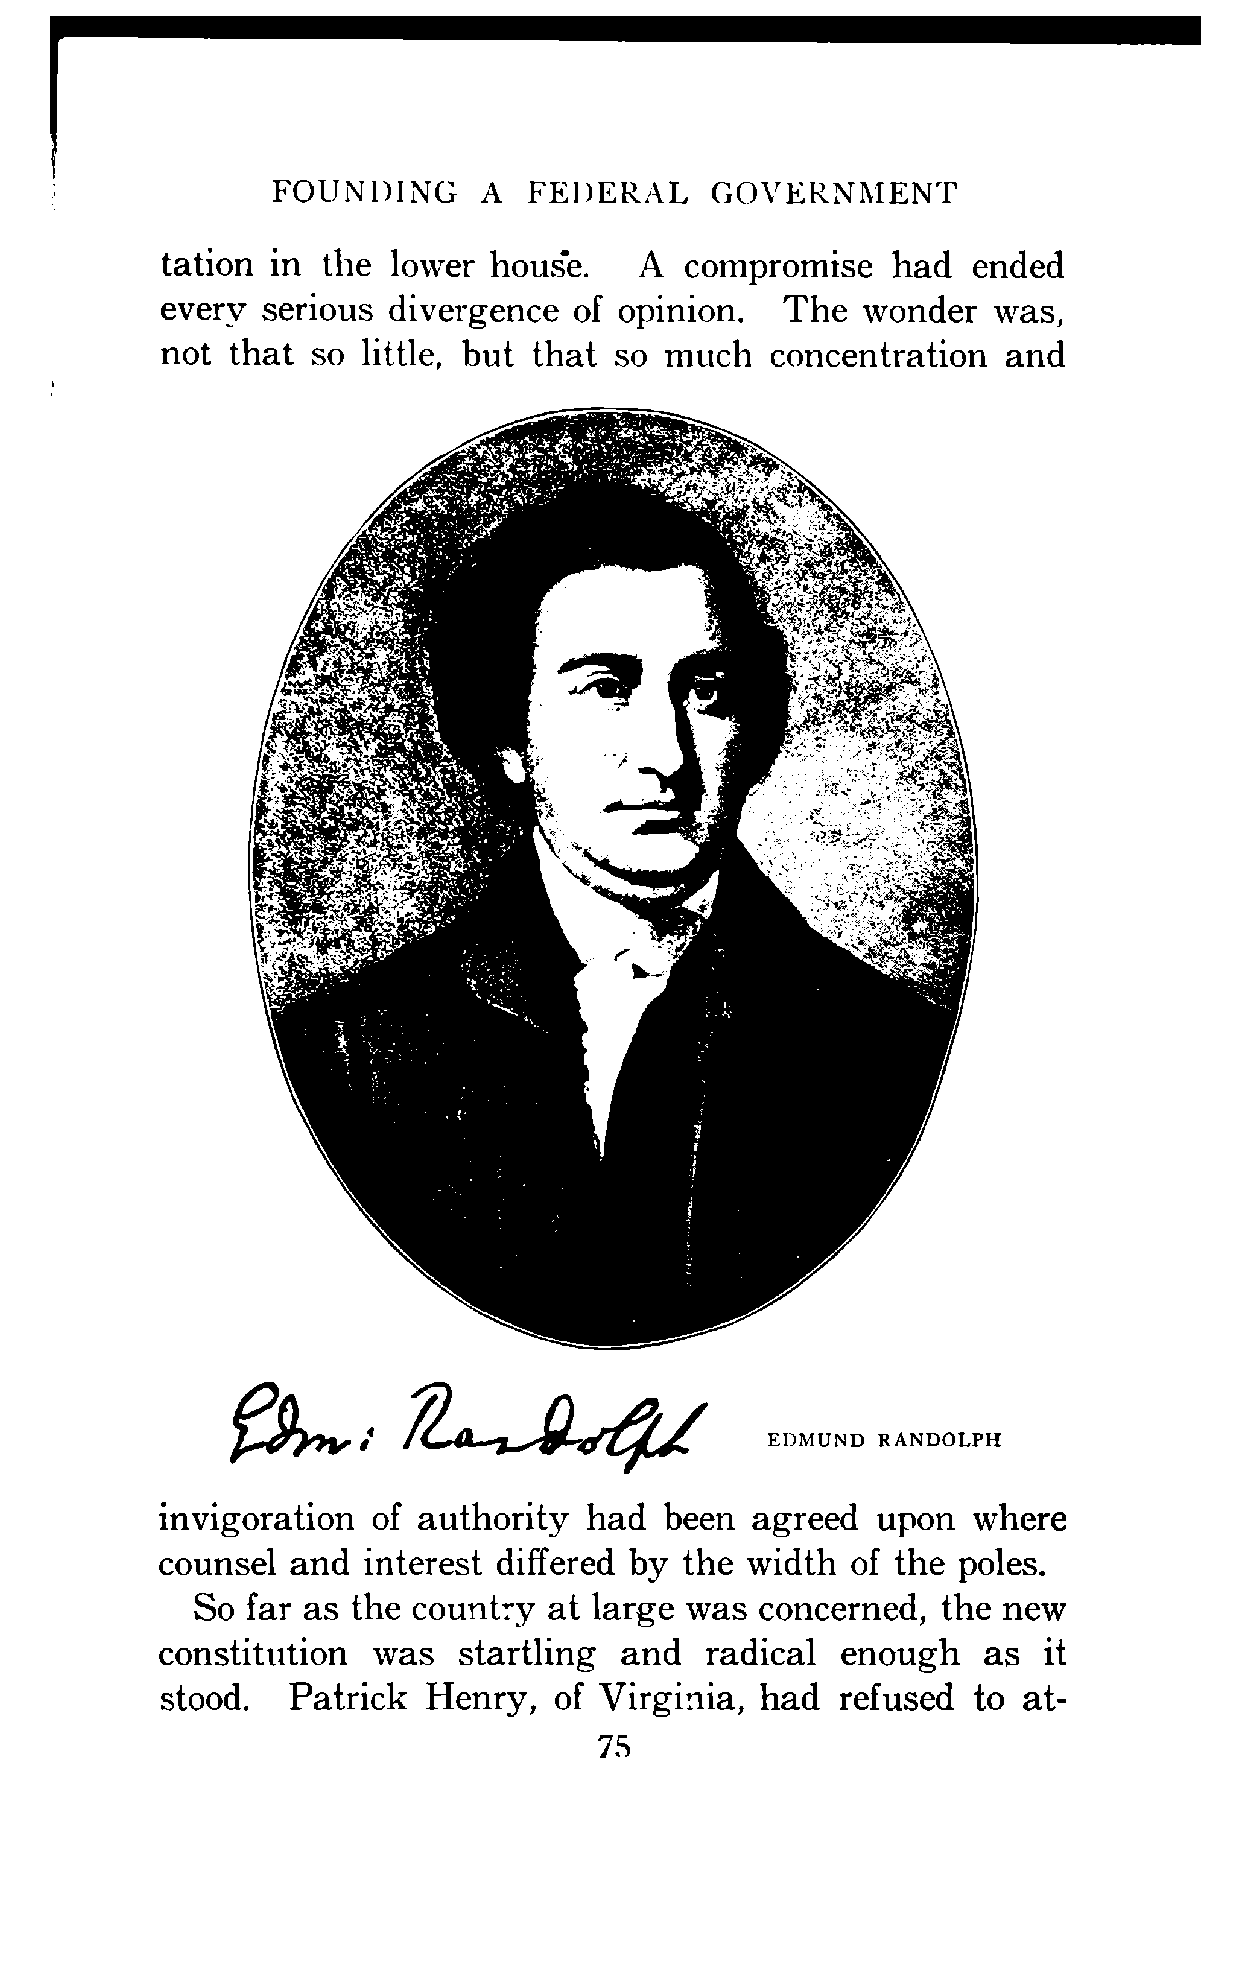 FOUNDING A FEDERAL GOVERNMENT
tation in the lower house. A compromise had ended
every serious divergence of opinion. The wonder was,
not that so little, but that so much concentration and
Edm: Randolph
EDMUND RANDOLPH
invigoration of authority had been agreed upon where
counsel and interest differed by the width of the poles.
So far as the country at large was concerned, the new
constitution was startling and radical enough as it
stood. Patrick Henry, of Virginia, had refused to at-
75